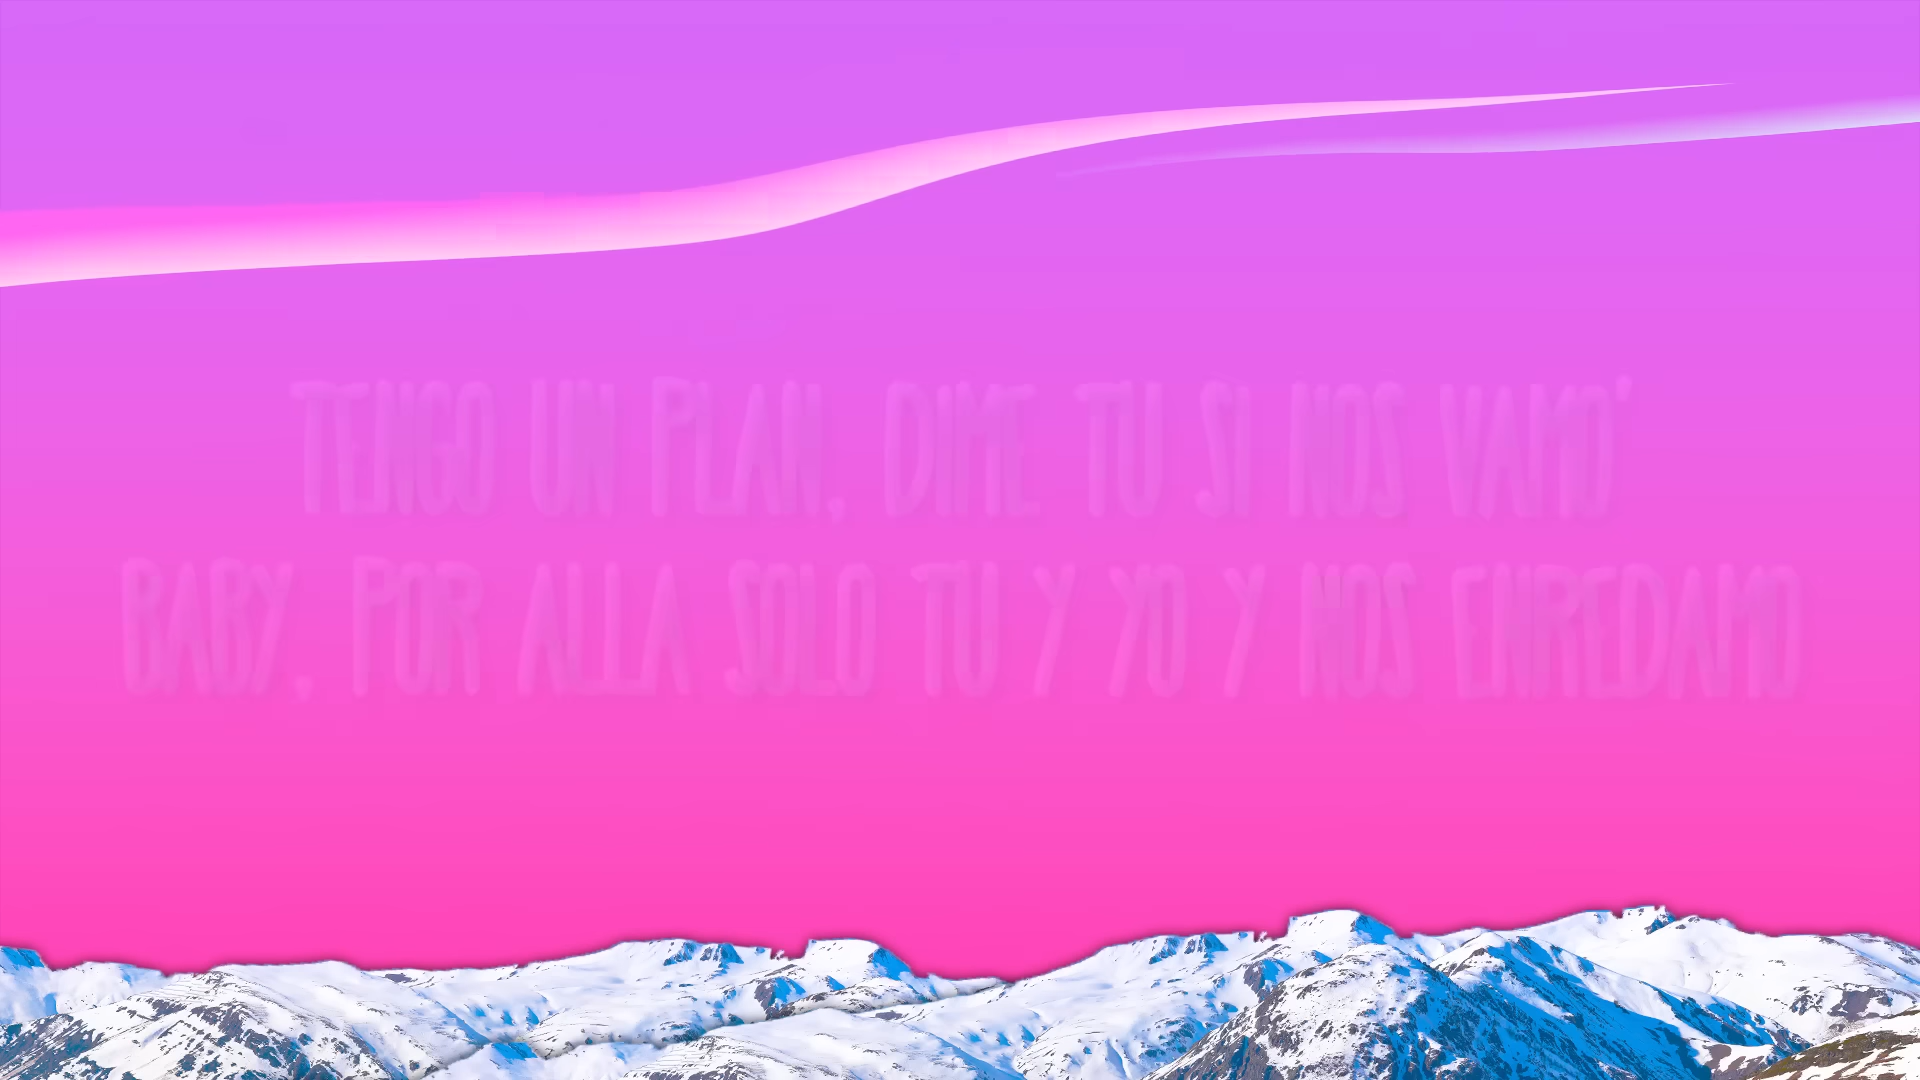 TENGO UN PLAN, DIME TU SI NOS VAMO'
BABY, POR ALLA SOLO TU Y YO Y NOS ENREDAMO